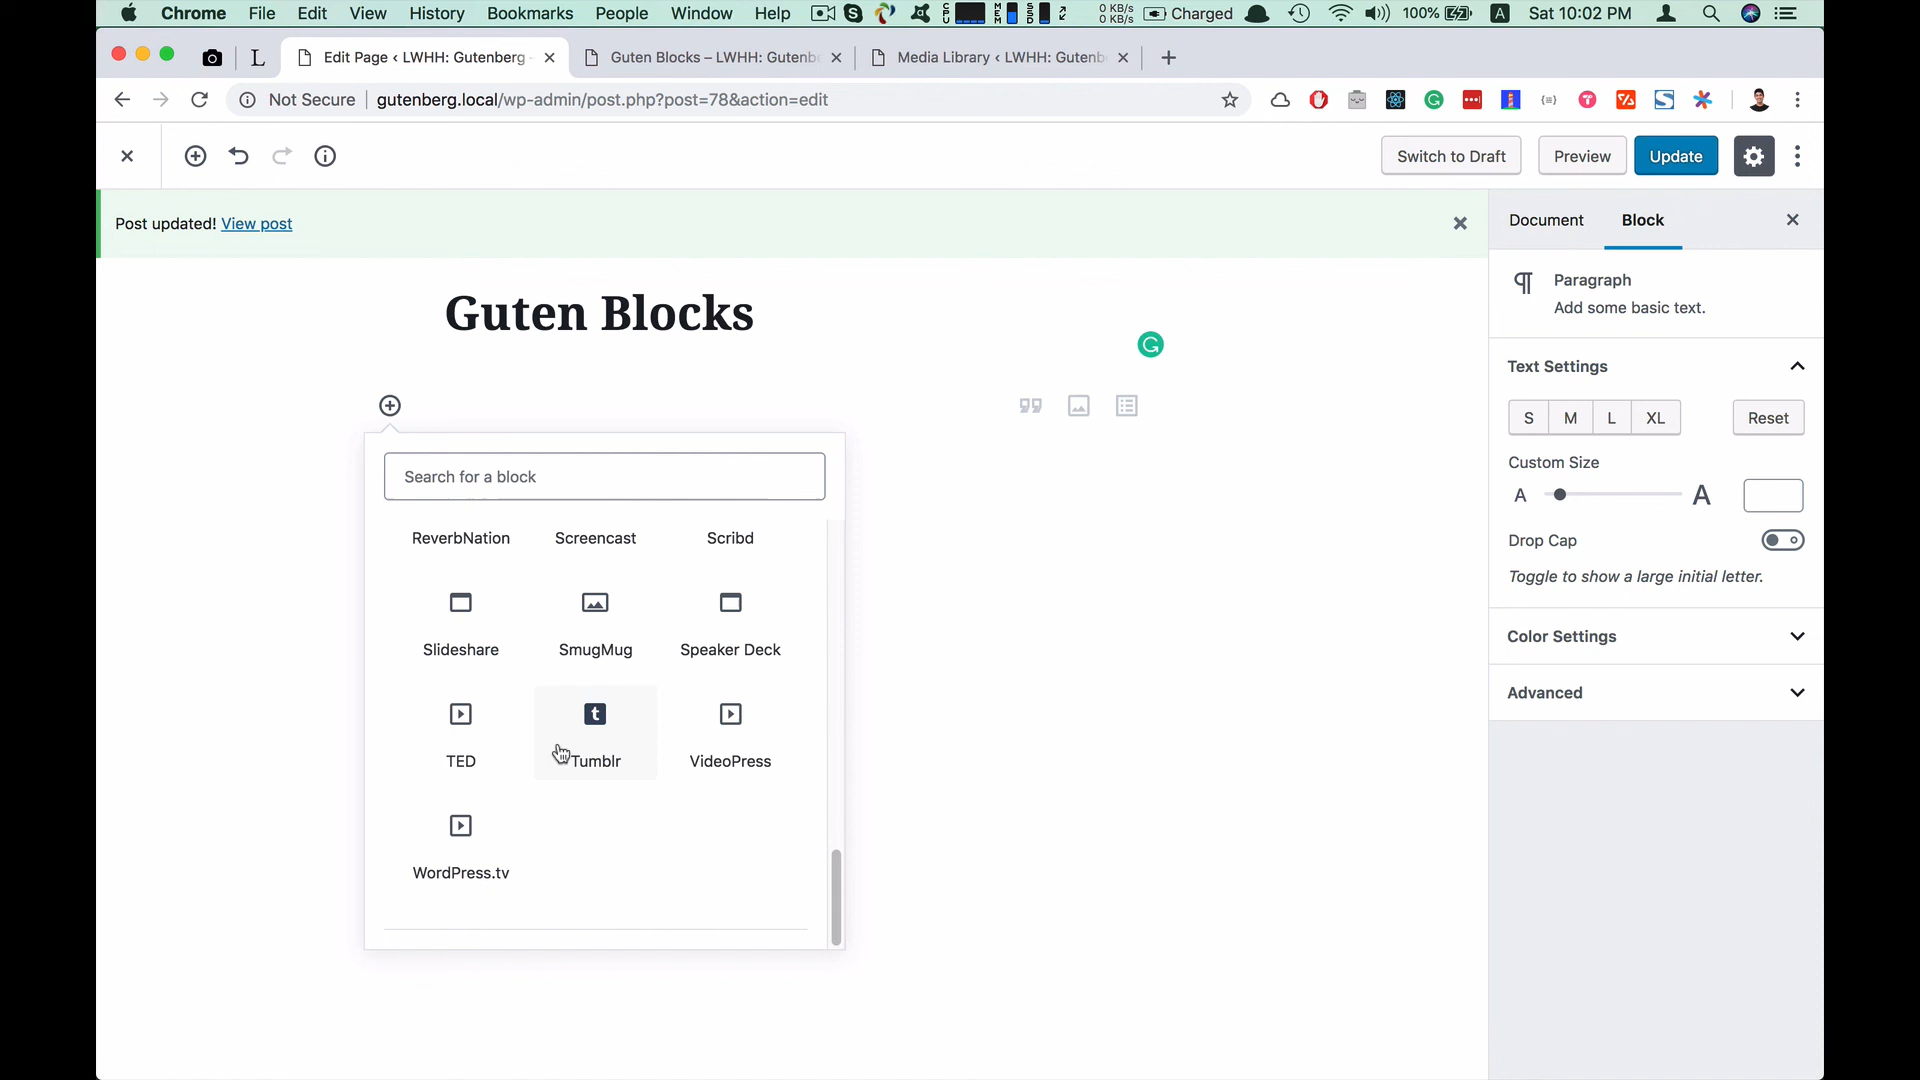 Chrome File Edit View History Bookmarks People Window Help 0 KB/s 0 KB/s Charged 100% A Sat 10:02 PM
L Edit Page ‹ LWHH: Gutenberg Guten Blocks – LWHH: Gutenb Media Library ‹ LWHH: Gutenb
Not Secure gutenberg.local/wp-admin/post.php?post=78&action=edit
Switch to Draft Preview Update
Post updated! View post
Document Block
Guten Blocks
Paragraph
Add some basic text.
Text Settings
S M L XL Reset
Custom Size
A A
Drop Cap
Toggle to show a large initial letter.
Color Settings
Advanced
Search for a block
ReverbNation Screencast Scribd
Slideshare SmugMug Speaker Deck
TED Tumblr VideoPress
WordPress.tv